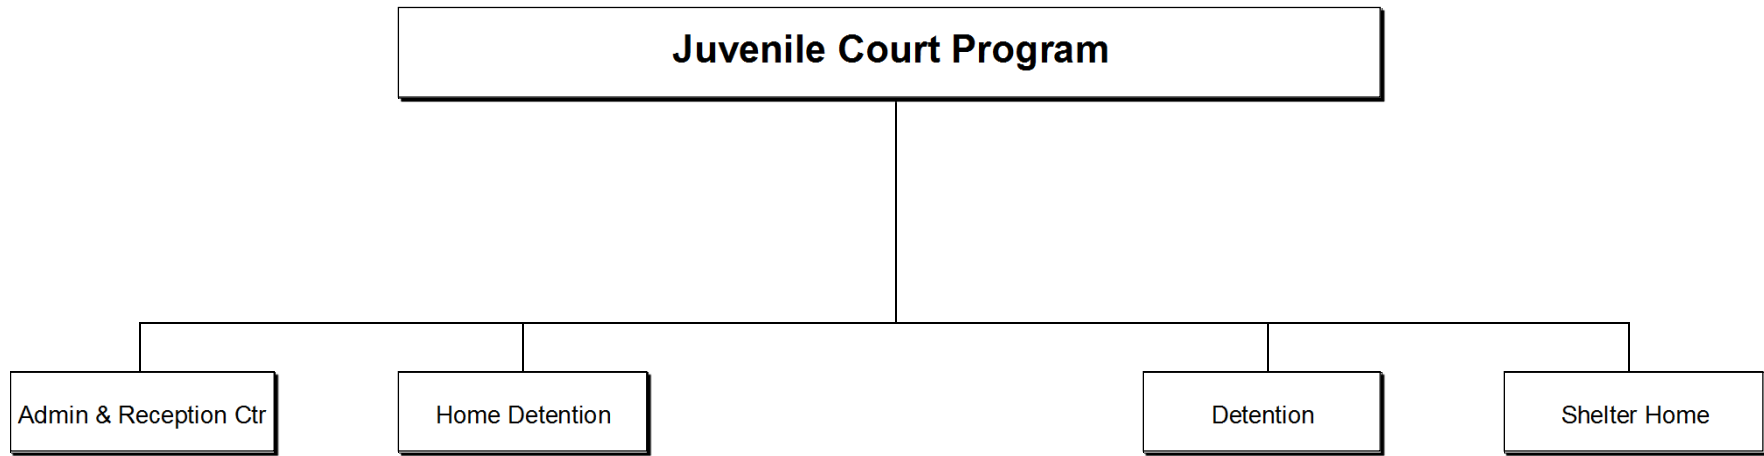 Juvenile Court Program
Admin & Reception Ctr
Home Detention
Detention
Shelter Home